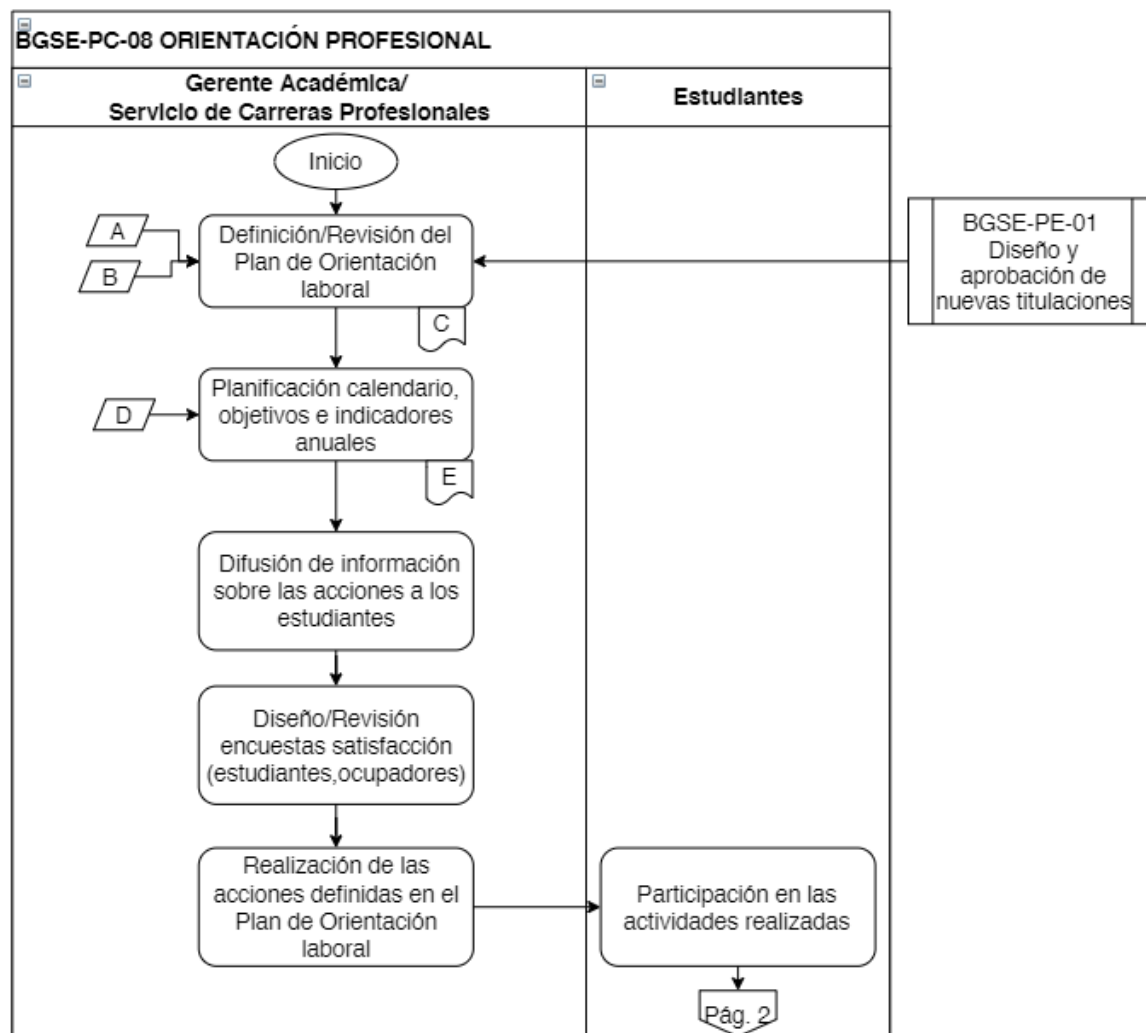 BGSE-PC-08 ORIENTACIÓN PROFESIONAL
Gerente Académica/
Servicio de Carreras Profesionales
Estudiantes
Inicio
A
B
Definición/Revisión del
Plan de Orientación
laboral
BGSE-PE-01
Diseño y
aprobación de
nuevas titulaciones
C
D
Planificación calendario,
objetivos e indicadores
anuales
E
Difusión de información
sobre las acciones a los
estudiantes
Diseño/Revisión
encuestas satisfacción
(estudiantes,ocupadores)
Realización de las
acciones definidas en el
Plan de Orientación
laboral
Participación en las
actividades realizadas
Pág. 2